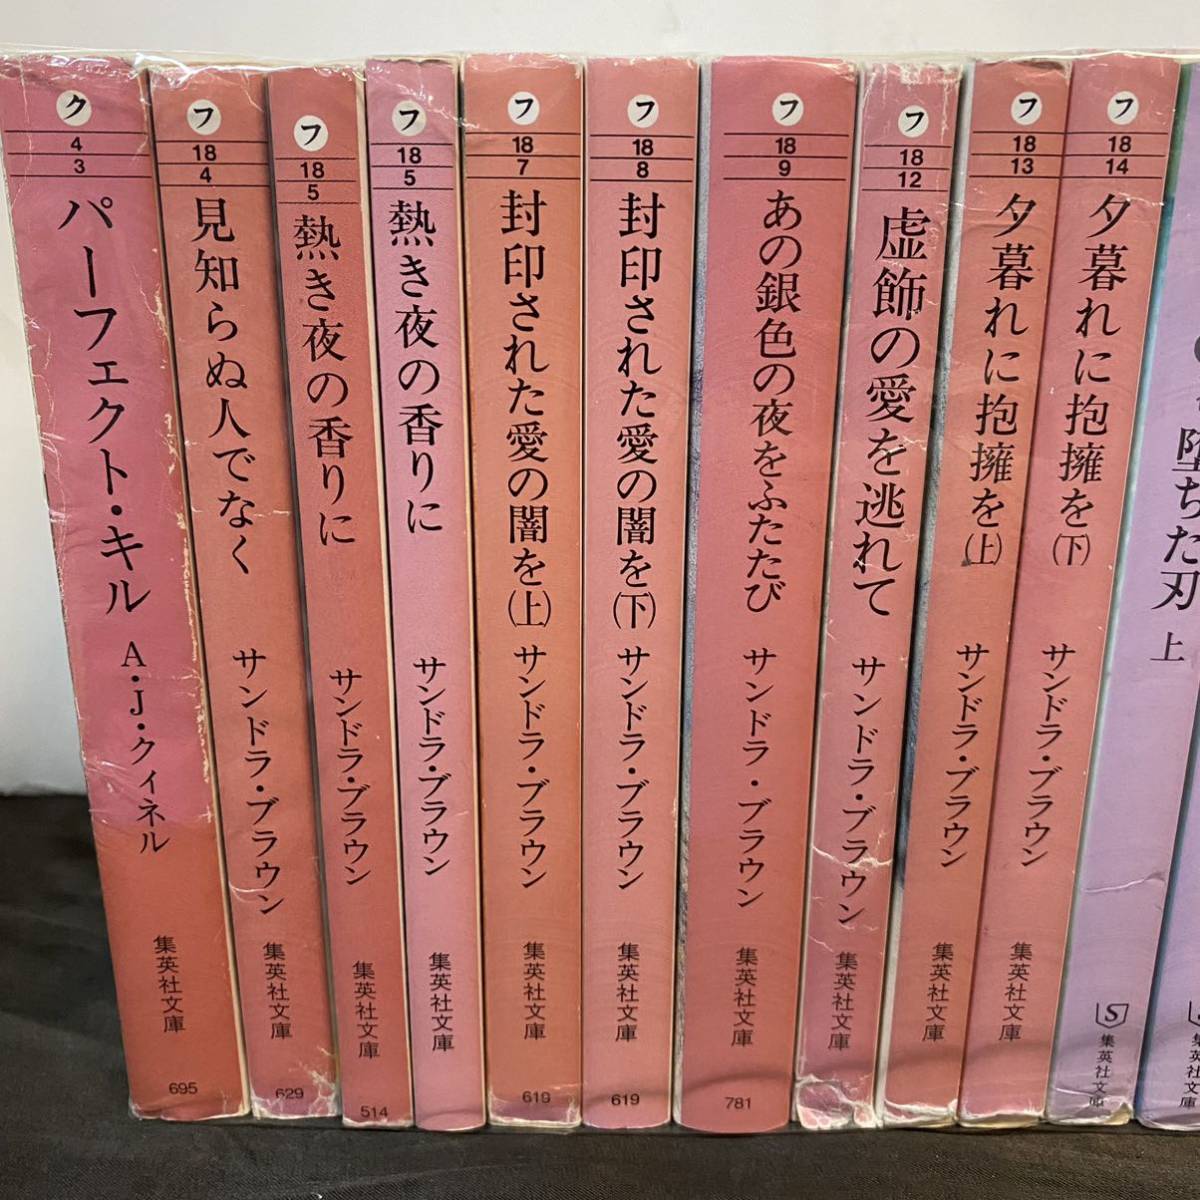 ク
4
3
パーフェクト・キル
A・J・クィネル
集英社文庫
695
フ
18
4
見知らぬ人でなく
サンドラ・ブラウン
集英社文庫
629
フ
18
5
熱き夜の香りに
サンドラ・ブラウン
集英社文庫
514
フ
18
5
熱き夜の香りに
サンドラ・ブラウン
集英社文庫
フ
18
7
封印された愛の闇を(上)
サンドラ・ブラウン
集英社文庫
619
フ
18
8
封印された愛の闇を(下)
サンドラ・ブラウン
集英社文庫
619
フ
18
9
あの銀色の夜をふたたび
サンドラ・ブラウン
集英社文庫
781
フ
18
12
虚飾の愛を逃れて
サンドラ・ブラウン
集英社文庫
フ
18
13
夕暮れに抱擁を(上)
サンドラ・ブラウン
集英社文庫
フ
18
14
夕暮れに抱擁を(下)
サンドラ・ブラウン
集英社文庫
S
集英社文庫
堕ちた刃
上
S
集英社文庫